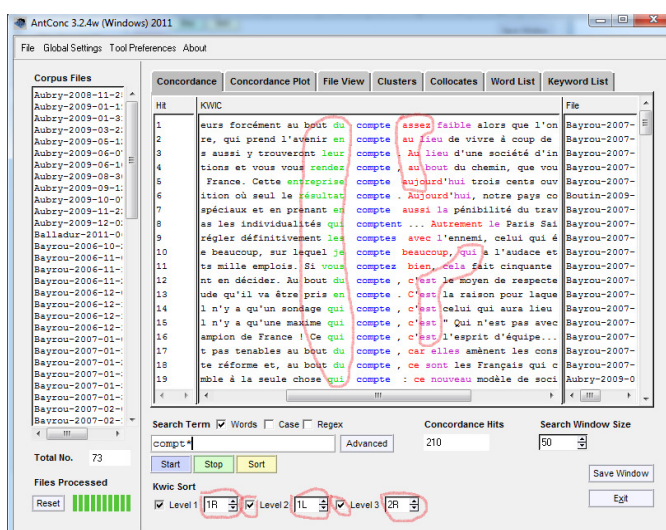 AntConc 3.2.4w (Windows) 2011
File Global Settings Tool Preferences About
Corpus Files
Aubry-2008-11-2
Aubry-2009-01-1
Aubry-2009-01-3
Aubry-2009-03-2
Aubry-2009-05-1
Aubry-2009-06-0
Aubry-2009-06-1
Aubry-2009-08-3
Aubry-2009-09-1
Aubry-2009-10-0
Aubry-2009-11-2
Aubry-2009-12-0
Balladur-2011-0
Bayrou-2006-10-
Bayrou-2006-11-
Bayrou-2006-11-
Bayrou-2006-11-
Bayrou-2006-12-
Bayrou-2006-12-
Bayrou-2006-12-
Bayrou-2007-01-
Bayrou-2007-01-
Bayrou-2007-01-
Bayrou-2007-01-
Bayrou-2007-01-
Bayrou-2007-02-
Bayrou-2007-02-
Total No. 73
Files Processed
Reset
Concordance Concordance Plot File View Clusters Collocates Word List Keyword List
Hit KWIC File
1 eurs forcément au bout du compte assez faible alors que l'on Bayrou-2007-
2 re, qui prend l'avenir en compte au lieu de vivre à coup de Bayrou-2007-
3 s aussi y trouveront leur compte . Au lieu d'une société d'in Bayrou-2007-
4 tions et vous vous rendez compte , au bout du chemin, que vou Bayrou-2007-
5 France. Cette entreprise compte aujourd'hui trois cents ouv Bayrou-2007-
6 ition où seul le résultat compte . Aujourd'hui, notre pays co Boutin-2009-
7 spéciaux et en prenant en compte aussi la pénibilité du trav Bayrou-2007-
8 as les individualités qui comptent ... Autrement le Paris Sai Bayrou-2007-
9 régler définitivement les comptes avec l'ennemi, celui qui é Bayrou-2007-
10 e beaucoup, sur lequel je compte beaucoup, qui a l'audace et Bayrou-2007-
11 ts mille emplois. Si vous comptez bien, cela fait cinquante Bayrou-2007-
12 nt en décider. Au bout du compte , c'est le moyen de respecte Bayrou-2007-
13 ude qu'il va être pris en compte . C'est la raison pour laque Bayrou-2007-
14 l n'y a qu'un sondage qui compte , c'est celui qui aura lieu Bayrou-2007-
15 l n'y a qu'une maxime qui compte , c'est " Qui n'est pas avec Bayrou-2007-
16 ampion de France ! Ce qui compte , c'est l'esprit d'équipe... Bayrou-2007-
17 t pas tenables au bout du compte , car elles amènent les cons Bayrou-2007-
18 te réforme et, au bout du compte , ce sont les Français qui c Bayrou-2007-
19 mble à la seule chose qui compte : ce nouveau modèle de soci Aubry-2009-0
Search Term Words Case Regex Concordance Hits Search Window Size
compt* Advanced 210 50
Start Stop Sort
Save Window
Kwic Sort
Level 1 1R Level 2 1L Level 3 2R
Exit